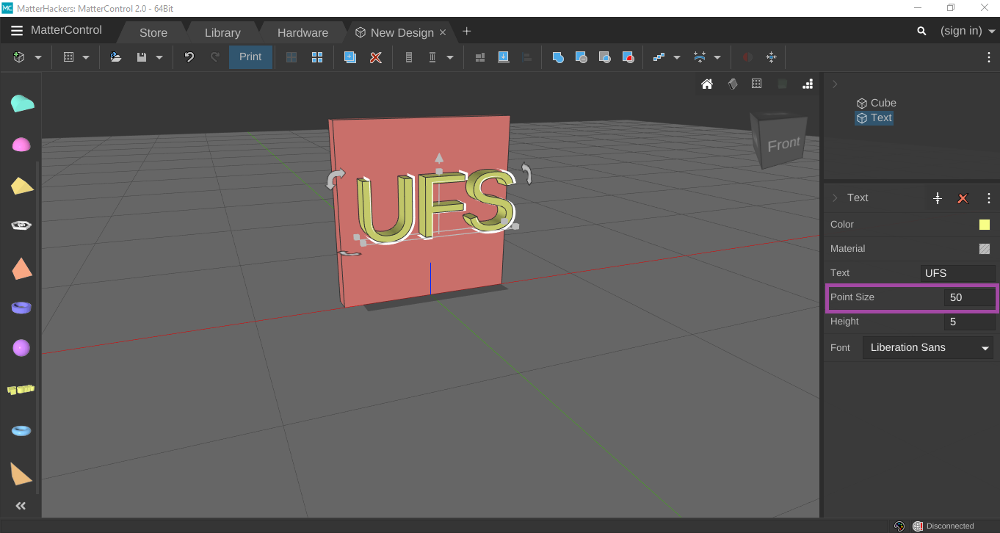 MatterHackers: MatterControl 2.0 - 64Bit
MatterControl
Store
Library
Hardware
New Design
(sign in)
Print
Cube
Text
UFS
Front
Text
Color
Material
Text UFS
Point Size 50
Height 5
Font Liberation Sans
Disconnected